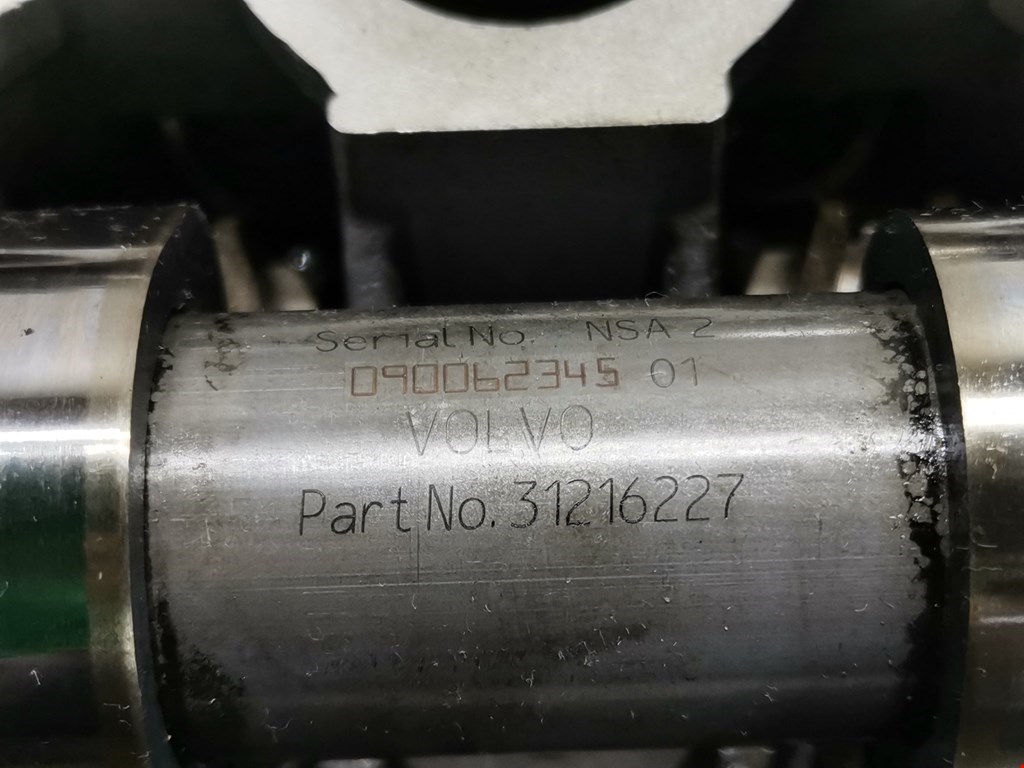 Serial No. NSA 2
090062345 01
VOLVO
Part No. 31216227